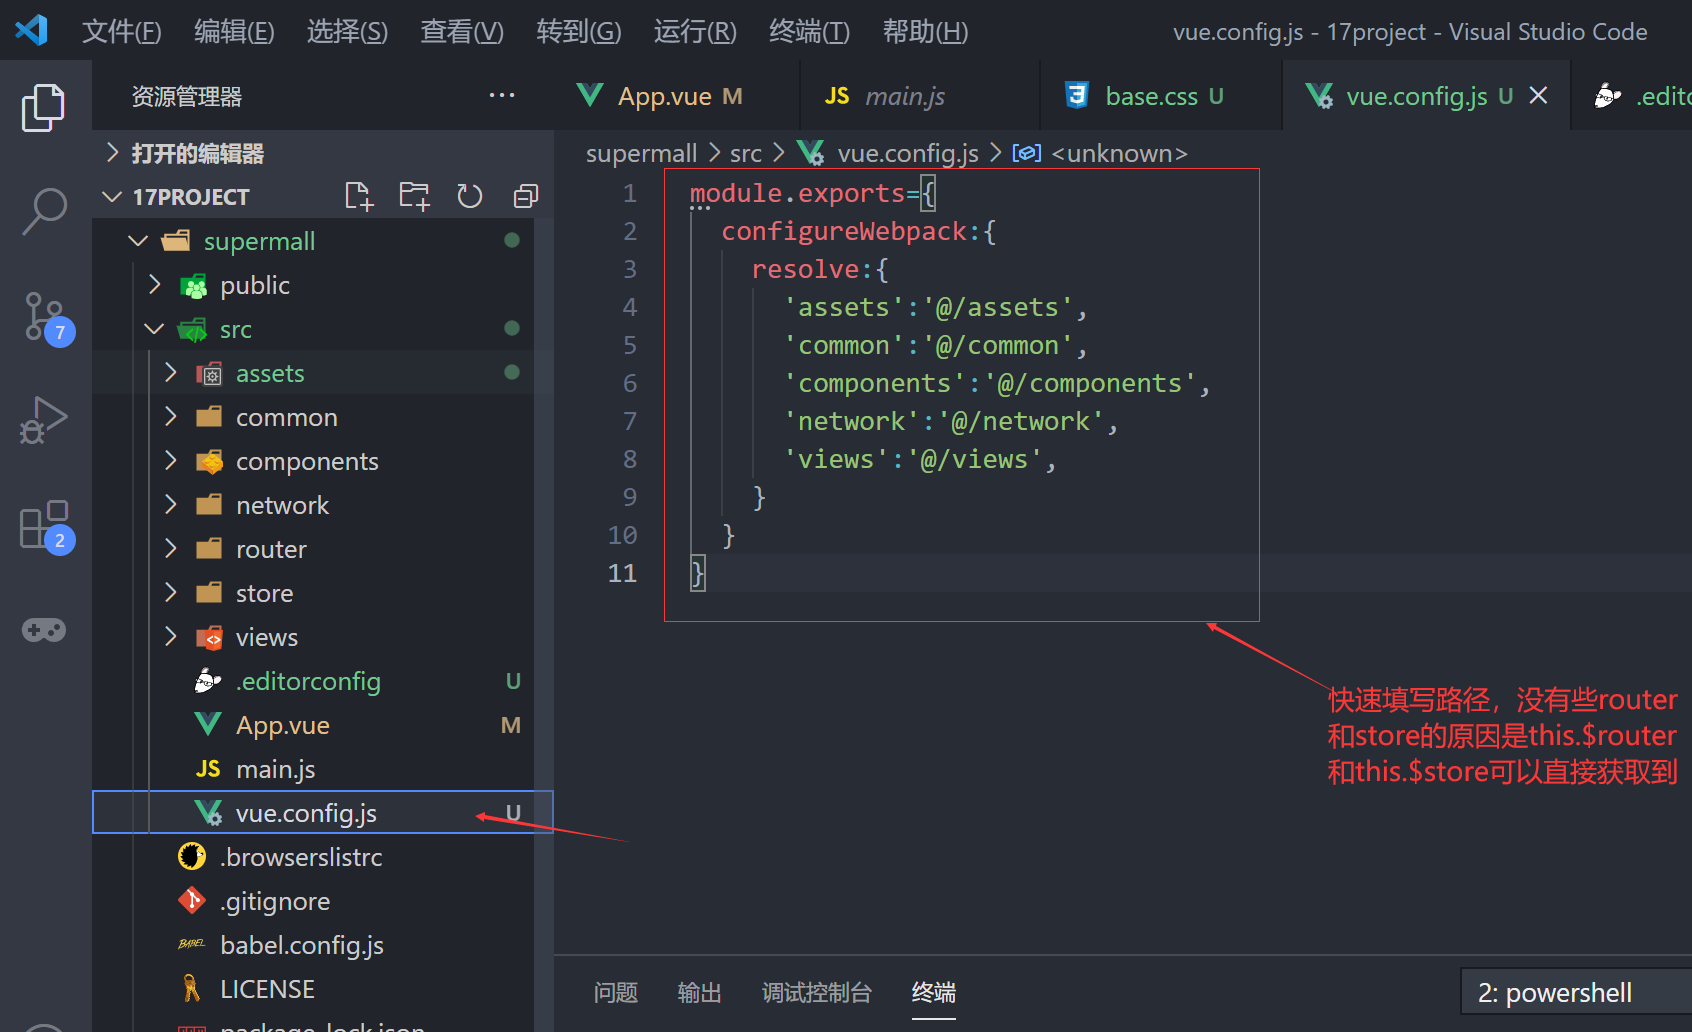 文件(F) 编辑(E) 选择(S) 查看(V) 转到(G) 运行(R) 终端(T) 帮助(H) vue.config.js - 17project - Visual Studio Code
资源管理器 ···
App.vue M JS main.js base.css U vue.config.js U
打开的编辑器
supermall > src > vue.config.js > <unknown>
17PROJECT
supermall
public
src
assets
common
components
network
router
store
views
.editorconfig U
App.vue M
JS main.js
vue.config.js U
.browserslistrc
.gitignore
BABEL babel.config.js
LICENSE
package-lock.json
7
2
1 module.exports={
2 configureWebpack:{
3 resolve:{
4 'assets':'@/assets',
5 'common':'@/common',
6 'components':'@/components',
7 'network':'@/network',
8 'views':'@/views',
9 }
10 }
11 }
快速填写路径，没有些router
和store的原因是this.$router
和this.$store可以直接获取到
问题 输出 调试控制台 终端 2: powershell